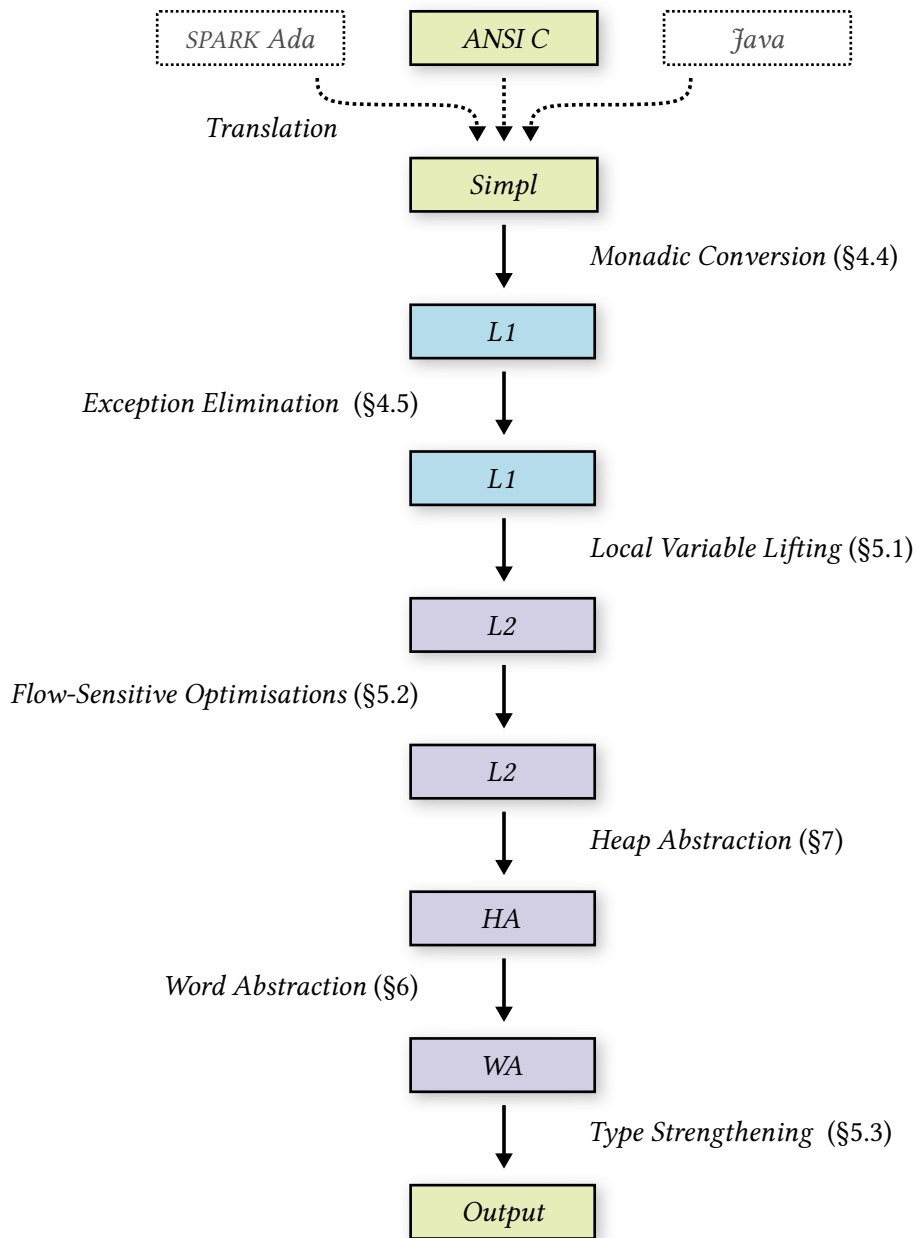 SPARK Ada
ANSI C
Java
Translation
Simpl
Monadic Conversion (§4.4)
L1
Exception Elimination (§4.5)
L1
Local Variable Lifting (§5.1)
L2
Flow-Sensitive Optimisations (§5.2)
L2
Heap Abstraction (§7)
HA
Word Abstraction (§6)
WA
Type Strengthening (§5.3)
Output